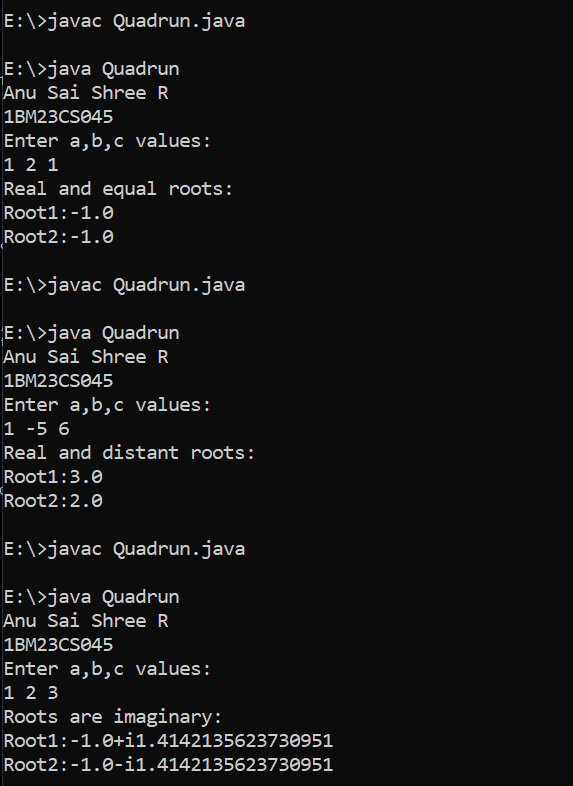 E:\>javac Quadrun.java
E:\>java Quadrun
Anu Sai Shree R
1BM23CS045
Enter a,b,c values:
1 2 1
Real and equal roots:
Root1:-1.0
Root2:-1.0
E:\>javac Quadrun.java
E:\>java Quadrun
Anu Sai Shree R
1BM23CS045
Enter a,b,c values:
1 -5 6
Real and distant roots:
Root1:3.0
Root2:2.0
E:\>javac Quadrun.java
E:\>java Quadrun
Anu Sai Shree R
1BM23CS045
Enter a,b,c values:
1 2 3
Roots are imaginary:
Root1:-1.0+i1.4142135623730951
Root2:-1.0-i1.4142135623730951